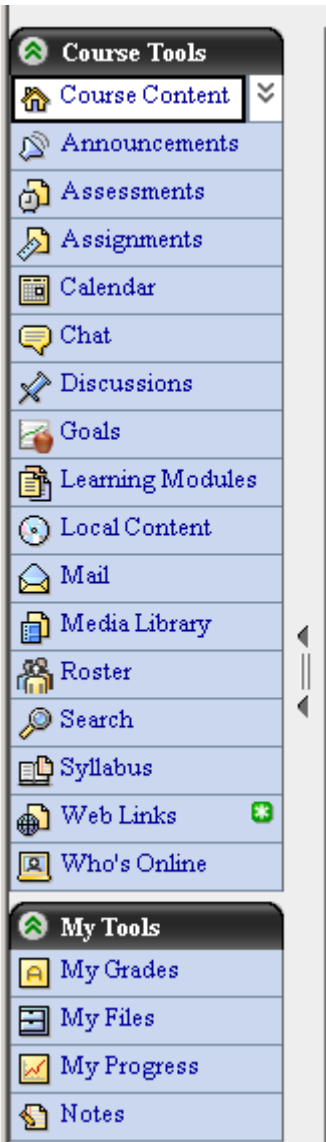 Course Tools
Course Content
Announcements
Assessments
Assignments
Calendar
Chat
Discussions
Goals
Learning Modules
Local Content
Mail
Media Library
Roster
Search
Syllabus
Web Links
Who's Online
My Tools
My Grades
My Files
My Progress
Notes